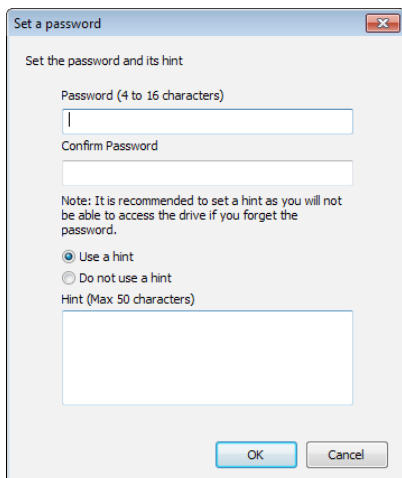 Set a password
Set the password and its hint
Password (4 to 16 characters)
Confirm Password
Note: It is recommended to set a hint as you will not
be able to access the drive if you forget the
password.
Use a hint
Do not use a hint
Hint (Max 50 characters)
OK Cancel